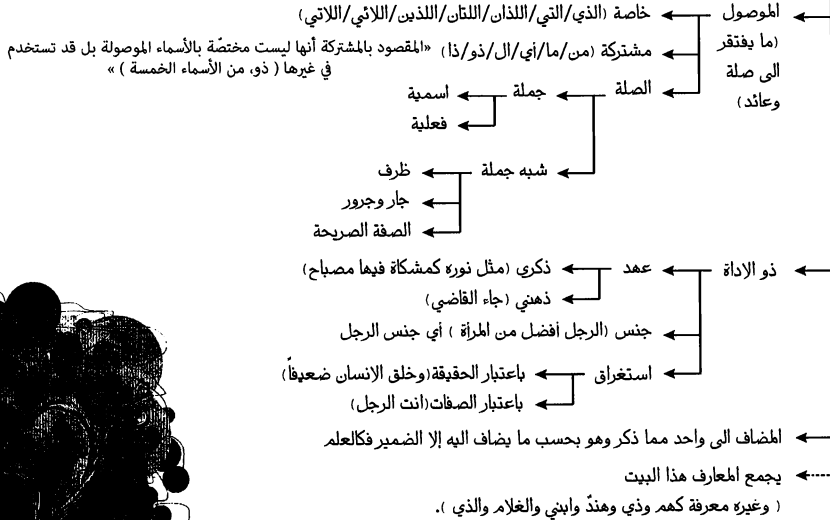 الموصول
(ما يفتقر
الى صلة
وعائد)
خاصة (الذي/التي/اللذان/اللتان/اللذين/اللائي/اللاتي)
مشتركة (من/ما/أي/ال/ذو/ذا) «المقصود بالمشتركة أنها ليست مختصّة بالأسماء الموصولة بل قد تستخدم
في غيرها ( ذو، من الأسماء الخمسة ) »
الصلة
جملة
اسمية
فعلية
شبه جملة
ظرف
جار وجرور
الصفة الصريحة
ذو الاداة
عهد
ذكري (مثل نوره كمشكاة فيها مصباح)
ذهني (جاء القاضي)
جنس (الرجل أفضل من المرأة ) أي جنس الرجل
استغراق
باعتبار الحقيقة(وخلق الانسان ضعيفاً)
باعتبار الصفات(انت الرجل)
المضاف الى واحد مما ذكر وهو بحسب ما يضاف اليه إلا الضمير فكالعلم
يجمع المعارف هذا البيت
( وغيره معرفة كهم وذي وهندٌ وابني والغلام والذي ).